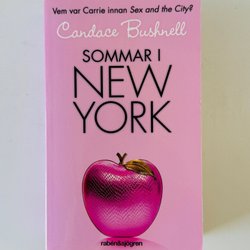 Vem var Carrie innan Sex and the City?
Candace Bushnell
SOMMAR I
NEW
YORK
rabén&sjögren